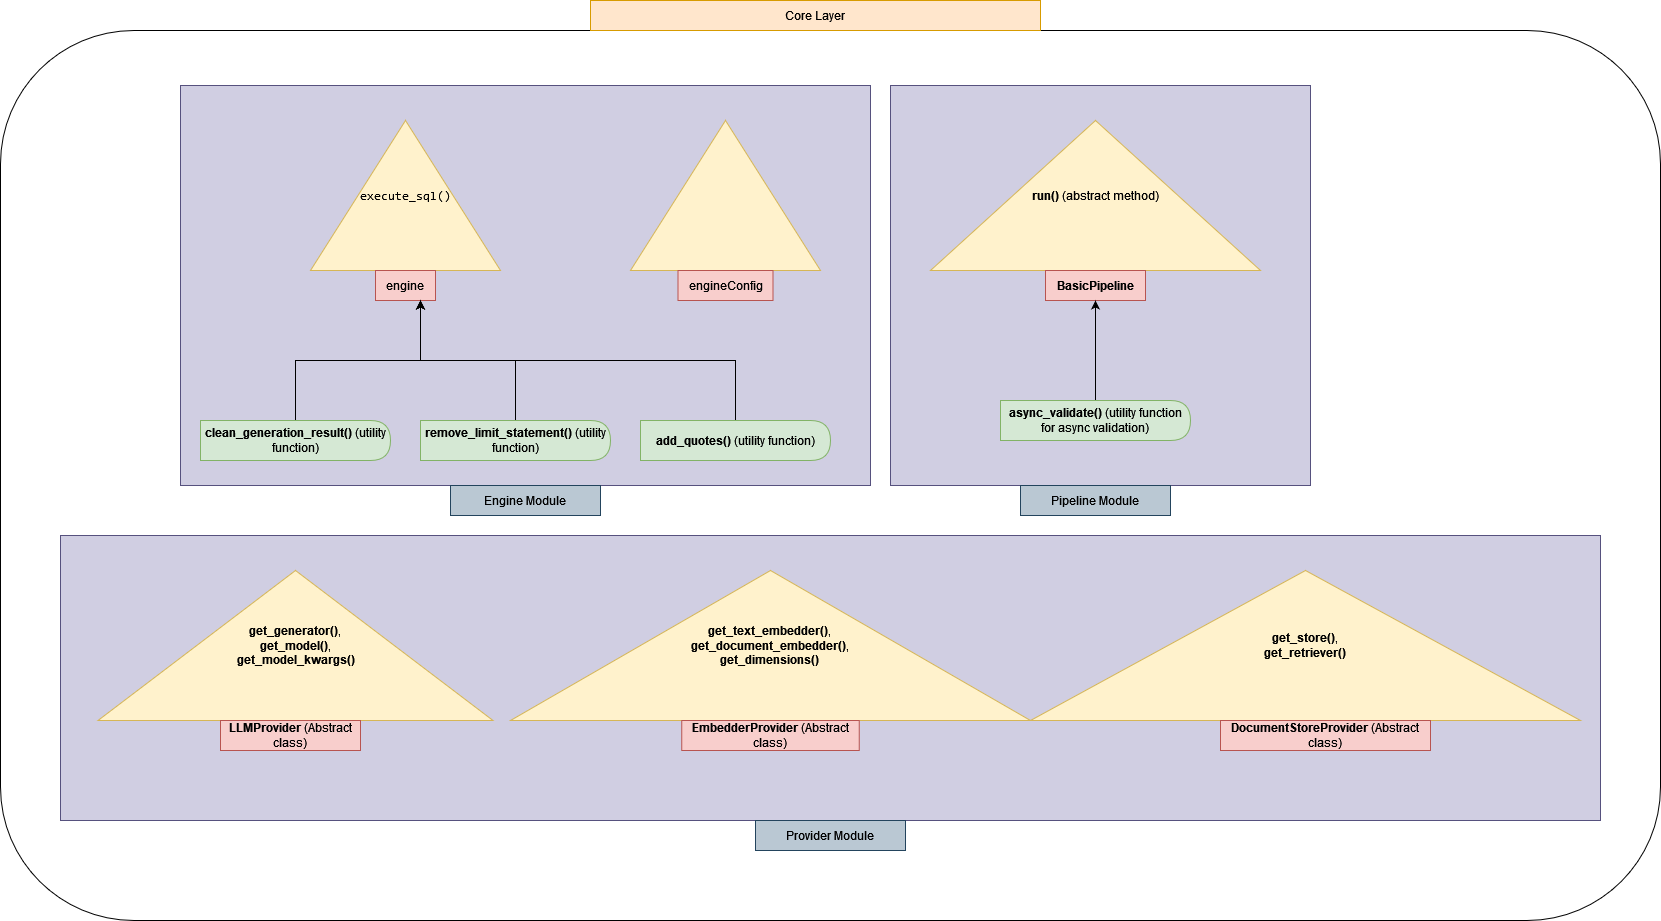 Core Layer
execute_sql()
engine
engineConfig
clean_generation_result() (utility
function)
remove_limit_statement() (utility
function)
add_quotes() (utility function)
Engine Module
run() (abstract method)
BasicPipeline
async_validate() (utility function
for async validation)
Pipeline Module
get_generator(),
get_model(),
get_model_kwargs()
LLMProvider (Abstract
class)
get_text_embedder(),
get_document_embedder(),
get_dimensions()
EmbedderProvider (Abstract
class)
get_store(),
get_retriever()
DocumentStoreProvider (Abstract
class)
Provider Module